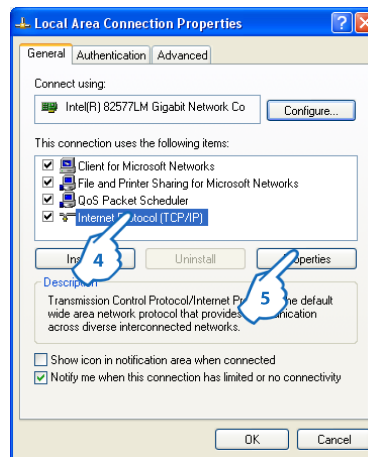 Local Area Connection Properties
General Authentication Advanced
Connect using:
Intel(R) 82577LM Gigabit Network Co Configure...
This connection uses the following items:
Client for Microsoft Networks
File and Printer Sharing for Microsoft Networks
QoS Packet Scheduler
Internet Protocol (TCP/IP)
4 Uninstall Properties
5
Description
Transmission Control Protocol/Internet the default
wide area network protocol that provides communication
across diverse interconnected networks.
Show icon in notification area when connected
Notify me when this connection has limited or no connectivity
OK Cancel